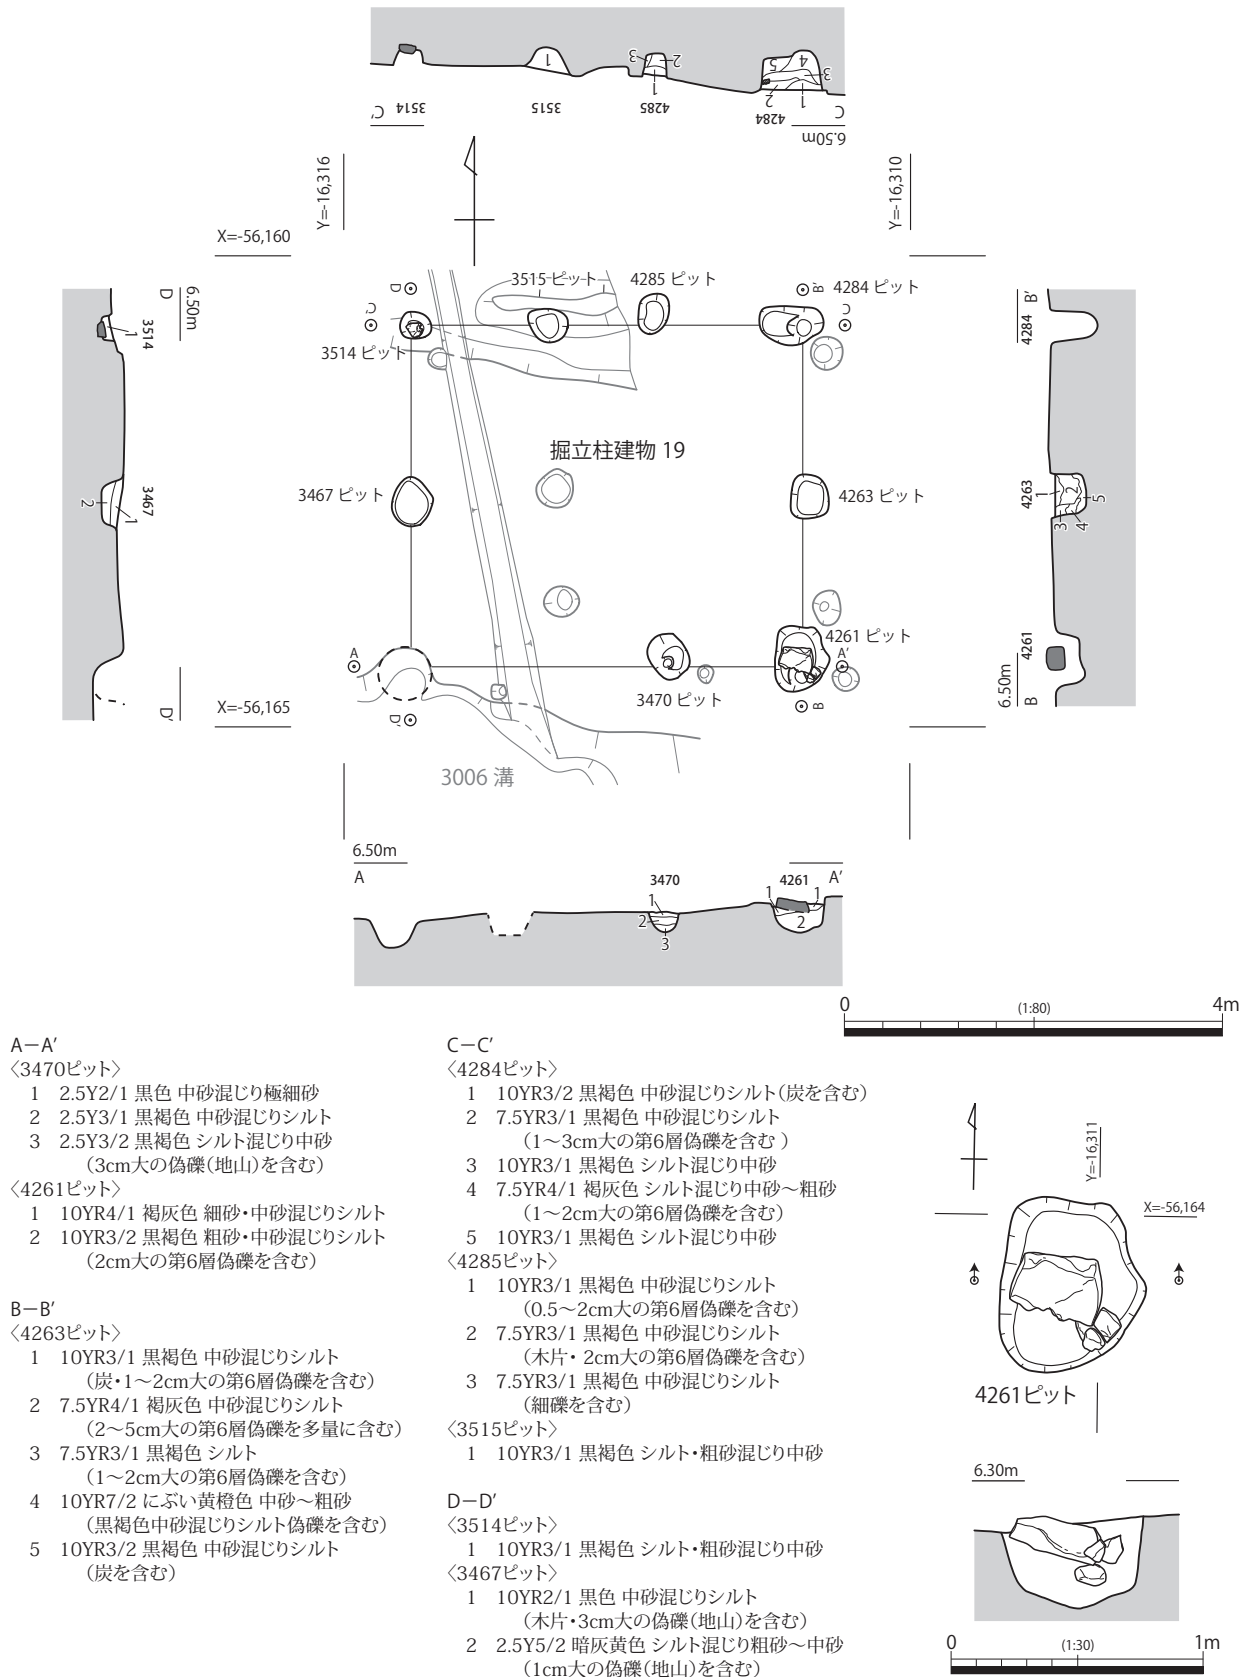 1
2
3
4
5
3
2
1
1
2
3514
3515
4285
4284
C'
C
6.50m
Y=-16,316
Y=-16,310
X=-56,160
3515ピット
4285 ピット
4284 ピット
D
B'
C'
C
3514 ピット
掘立柱建物 19
3467 ピット
4263 ピット
4261 ピット
A
A'
3470 ピット
D'
B
X=-56,165
3006 溝
D
6.50m
3514
1
3467
1
2
D'
B'
4284
4263
1
2
3
4
5
4261
6.50m
B
6.50m
A
A'
3470
4261
1
2
3
1
1
2
0
(1:80)
4m
A－A'
〈3470ピット〉
1 2.5Y2/1 黒色 中砂混じり極細砂
2 2.5Y3/1 黒褐色 中砂混じりシルト
3 2.5Y3/2 黒褐色 シルト混じり中砂
（3cm大の偽礫（地山）を含む）
〈4261ピット〉
1 10YR4/1 褐灰色 細砂・中砂混じりシルト
2 10YR3/2 黒褐色 粗砂・中砂混じりシルト
（2cm大の第6層偽礫を含む）
B－B'
〈4263ピット〉
1 10YR3/1 黒褐色 中砂混じりシルト
（炭・1～2cm大の第6層偽礫を含む）
2 7.5YR4/1 褐灰色 中砂混じりシルト
（2～5cm大の第6層偽礫を多量に含む）
3 7.5YR3/1 黒褐色 シルト
（1～2cm大の第6層偽礫を含む）
4 10YR7/2 にぶい黄橙色 中砂～粗砂
（黒褐色中砂混じりシルト偽礫を含む）
5 10YR3/2 黒褐色 中砂混じりシルト
（炭を含む）
C－C'
〈4284ピット〉
1 10YR3/2 黒褐色 中砂混じりシルト（炭を含む）
2 7.5YR3/1 黒褐色 中砂混じりシルト
（1～3cm大の第6層偽礫を含む ）
3 10YR3/1 黒褐色 シルト混じり中砂
4 7.5YR4/1 褐灰色 シルト混じり中砂～粗砂
（1～2cm大の第6層偽礫を含む）
5 10YR3/1 黒褐色 シルト混じり中砂
〈4285ピット〉
1 10YR3/1 黒褐色 中砂混じりシルト
（0.5～2cm大の第6層偽礫を含む）
2 7.5YR3/1 黒褐色 中砂混じりシルト
（木片・ 2cm大の第6層偽礫を含む）
3 7.5YR3/1 黒褐色 中砂混じりシルト
（細礫を含む）
〈3515ピット〉
1 10YR3/1 黒褐色 シルト・粗砂混じり中砂
D－D'
〈3514ピット〉
1 10YR3/1 黒褐色 シルト・粗砂混じり中砂
〈3467ピット〉
1 10YR2/1 黒色 中砂混じりシルト
（木片・3cm大の偽礫（地山）を含む）
2 2.5Y5/2 暗灰黄色 シルト混じり粗砂～中砂
（1cm大の偽礫（地山）を含む）
Y=-16,311
X=-56,164
4261ピット
6.30m
0
(1:30)
1m